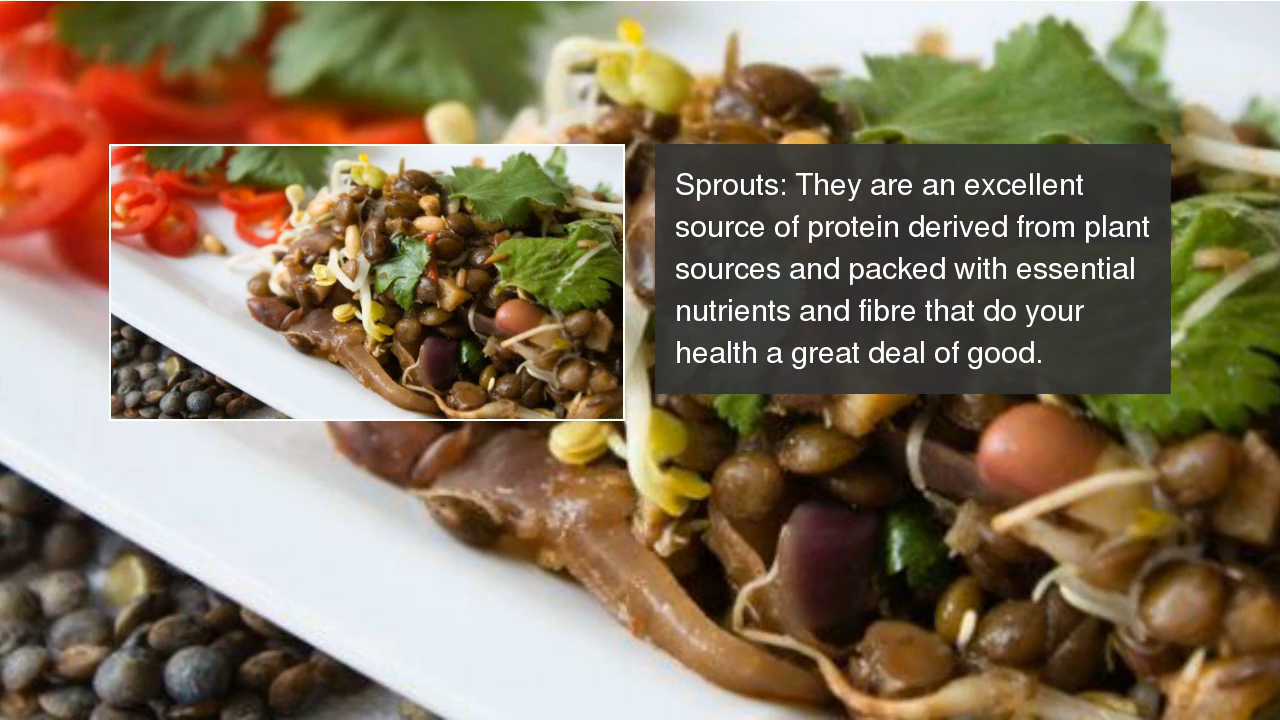 Sprouts: They are an excellent
source of protein derived from plant
sources and packed with essential
nutrients and fibre that do your
health a great deal of good.